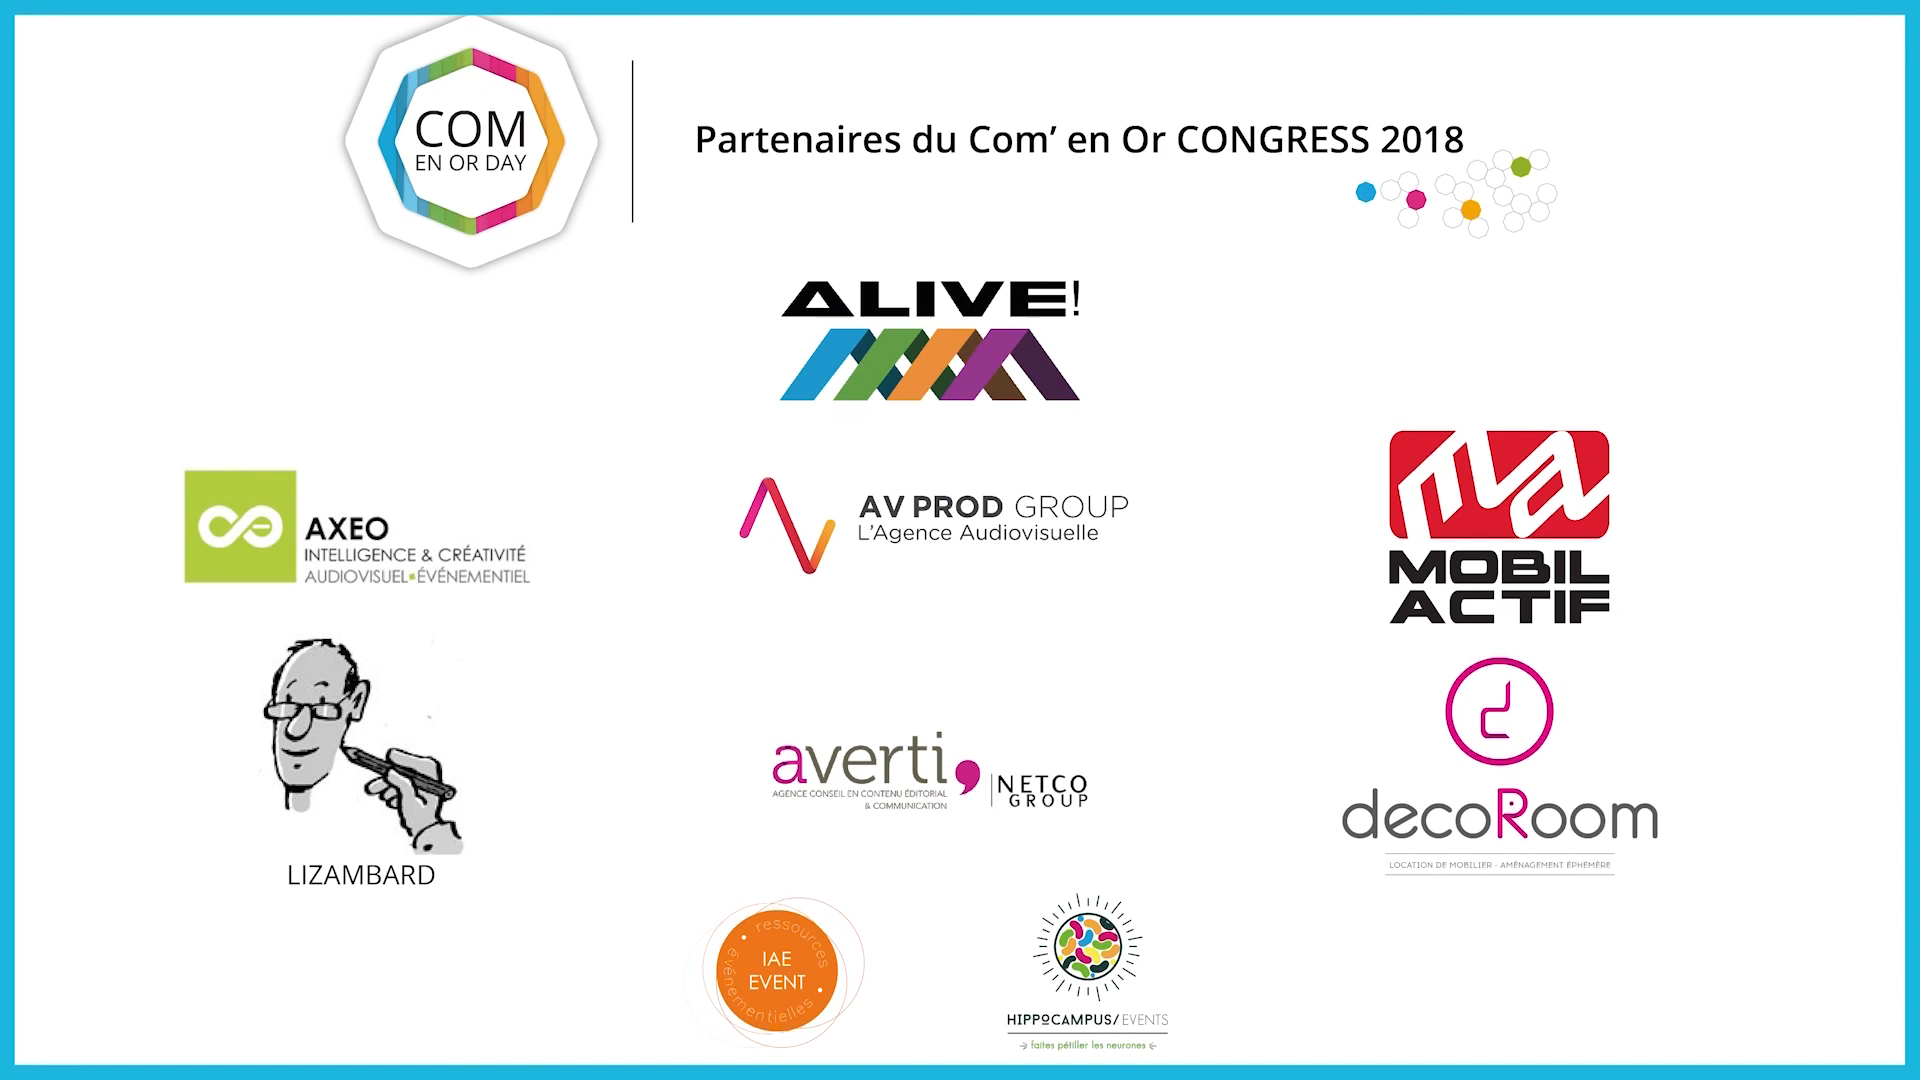 COM
EN OR DAY
Partenaires du Com’ en Or CONGRESS 2018
ALIVE!
AXEO
INTELLIGENCE & CRÉATIVITÉ
AUDIOVISUEL▪ÉVÉNEMENTIEL
AV PROD GROUP
L’Agence Audiovisuelle
ma
MOBIL
ACTIF
LIZAMBARD
averti,
AGENCE CONSEIL EN CONTENU ÉDITORIAL
& COMMUNICATION
NETCO
GROUP
d
decoRoom
LOCATION DE MOBILIER - AMÉNAGEMENT ÉPHÉMÈRE
ressources
IAE
EVENT
événementielles
HIPPOCAMPUS/EVENTS
faites pétiller les neurones